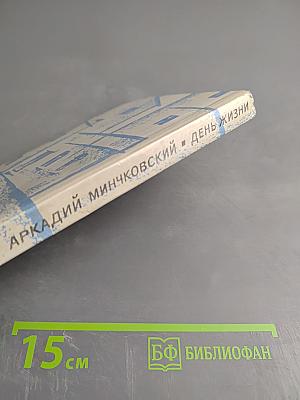 АРКАДИЙ МИНЧКОВСКИЙ ▪ ДЕНЬ ЖИЗНИ
15 см
БФ БИБЛИОФАН